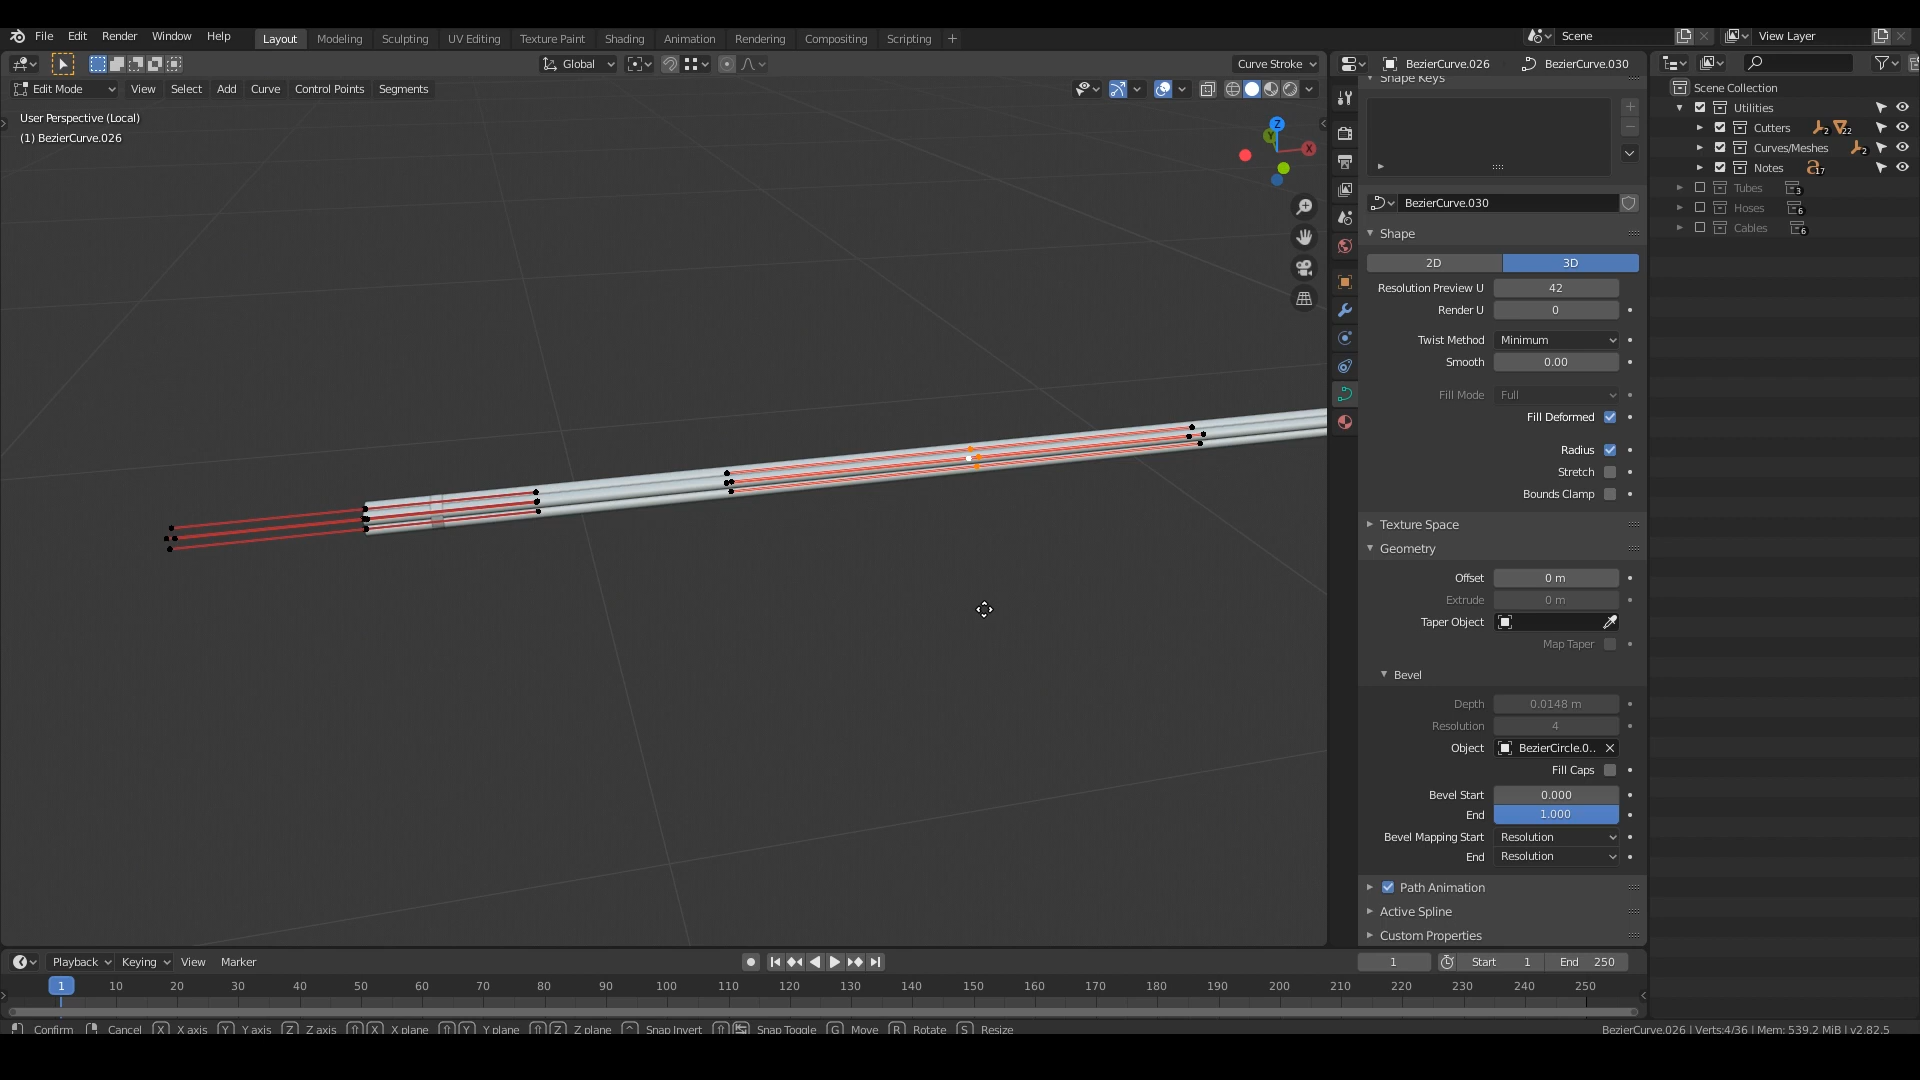 File Edit Render Window Help Layout Modeling Sculpting UV Editing Texture Paint Shading Animation Rendering Compositing Scripting + Scene View Layer
Global Curve Stroke BezierCurve.026 BezierCurve.030
Edit Mode View Select Add Curve Control Points Segments
User Perspective (Local)
(1) BezierCurve.026
Z
Y
X
Shape Keys
BezierCurve.030
Shape
2D 3D
Resolution Preview U 42
Render U 0
Twist Method Minimum
Smooth 0.00
Fill Mode Full
Fill Deformed
Radius
Stretch
Bounds Clamp
Texture Space
Geometry
Offset 0 m
Extrude 0 m
Taper Object
Map Taper
Bevel
Depth 0.0148 m
Resolution 4
Object BezierCircle.0..
Fill Caps
Bevel Start 0.000
End 1.000
Bevel Mapping Start Resolution
End Resolution
Path Animation
Active Spline
Custom Properties
Scene Collection
Utilities
Cutters 2 22
Curves/Meshes 2
Notes 17
Tubes 3
Hoses 6
Cables 6
Playback Keying View Marker 1 Start 1 End 250
1 10 20 30 40 50 60 70 80 90 100 110 120 130 140 150 160 170 180 190 200 210 220 230 240 250
Confirm Cancel X X axis Y Y axis Z Z axis X X plane Y Y plane Z Z plane Snap Invert Snap Toggle G Move R Rotate S Resize BezierCurve.026 | Verts:4/36 | Mem: 539.2 MiB | v2.82.5